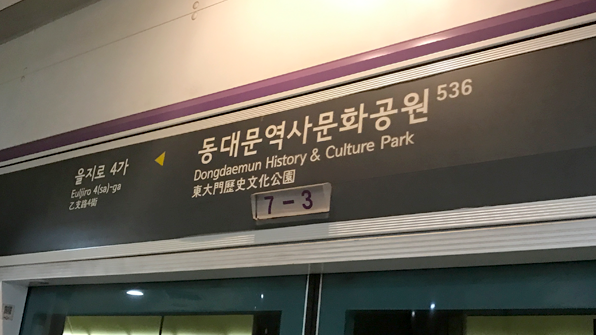 을지로 4가
Euljiro 4(sa)-ga
乙支路4街
동대문역사문화공원 536
Dongdaemun History & Culture Park
東大門歷史文化公園
7-3